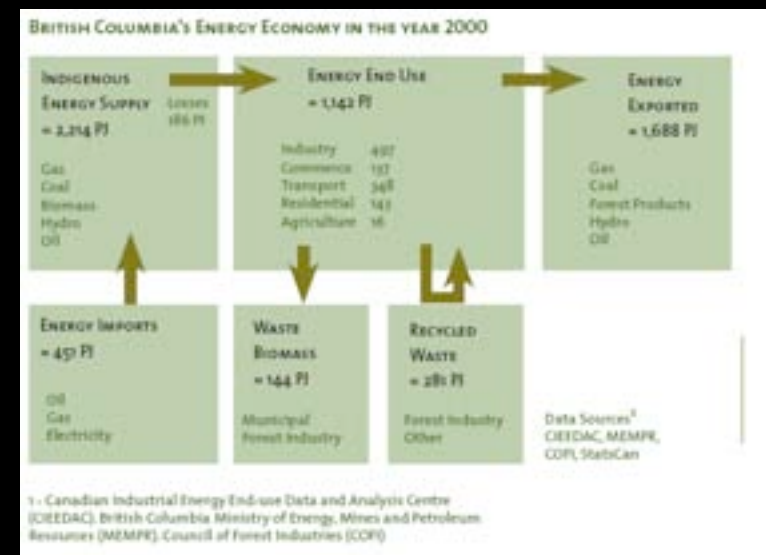 BRITISH COLUMBIA'S ENERGY ECONOMY IN THE YEAR 2000
INDIGENOUS
ENERGY SUPPLY
= 2,214 PJ
Losses
186 PJ
Gas
Coal
Biomass
Hydro
Oil
ENERGY END USE
= 1,142 PJ
Industry
Commerce 137
Transport 348
Residential 143
Agriculture 16
ENERGY
EXPORTED
= 1,688 PJ
Gas
Coal
Forest Products
Hydro
Oil
ENERGY IMPORTS
= 451 PJ
Oil
Gas
Electricity
WASTE
BIOMASS
= 144 PJ
Municipal
Forest Industry
RECYCLED
WASTE
= 281 PJ
Forest Industry
Other
Data Sources
CIEEDAC, MEMPR,
COFI, StatsCan
1 - Canadian Industrial Energy End-use Data and Analysis Centre
(CIEEDAC). British Columbia Ministry of Energy, Mines and Petroleum
Resources (MEMPR). Council of Forest Industries (COFI)